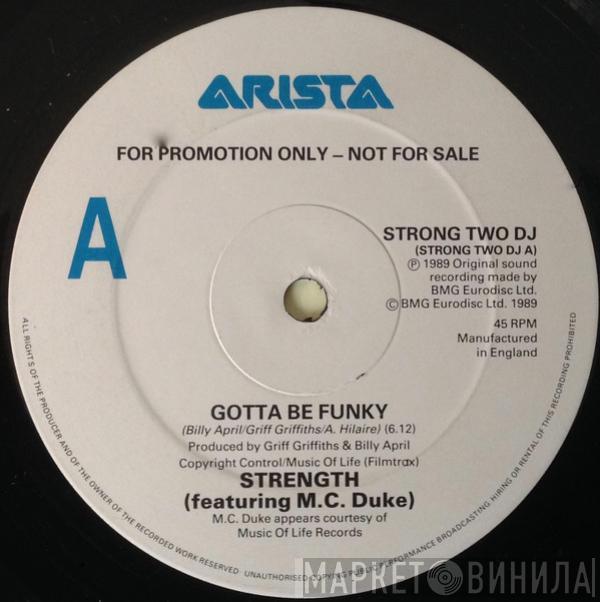 ARISTA
FOR PROMOTION ONLY – NOT FOR SALE
A
STRONG TWO DJ
(STRONG TWO DJ A)
Ⓟ 1989 Original sound
recording made by
BMG Eurodisc Ltd.
© BMG Eurodisc Ltd. 1989
45 RPM
Manufactured
in England
GOTTA BE FUNKY
(Billy April/Griff Griffiths/A. Hilaire) (6.12)
Produced by Griff Griffiths & Billy April
Copyright Control/Music Of Life (Filmtrax)
STRENGTH
(featuring M.C. Duke)
M.C. Duke appears courtesy of
Music Of Life Records
ALL RIGHTS OF THE PRODUCER AND OF THE OWNER OF THE RECORDED WORK RESERVED UNAUTHORISED COPYING PUBLIC PERFORMANCE BROADCASTING HIRING OR RENTAL OF THIS RECORDING PROHIBITED
МАРКЕТ ВИНИЛА